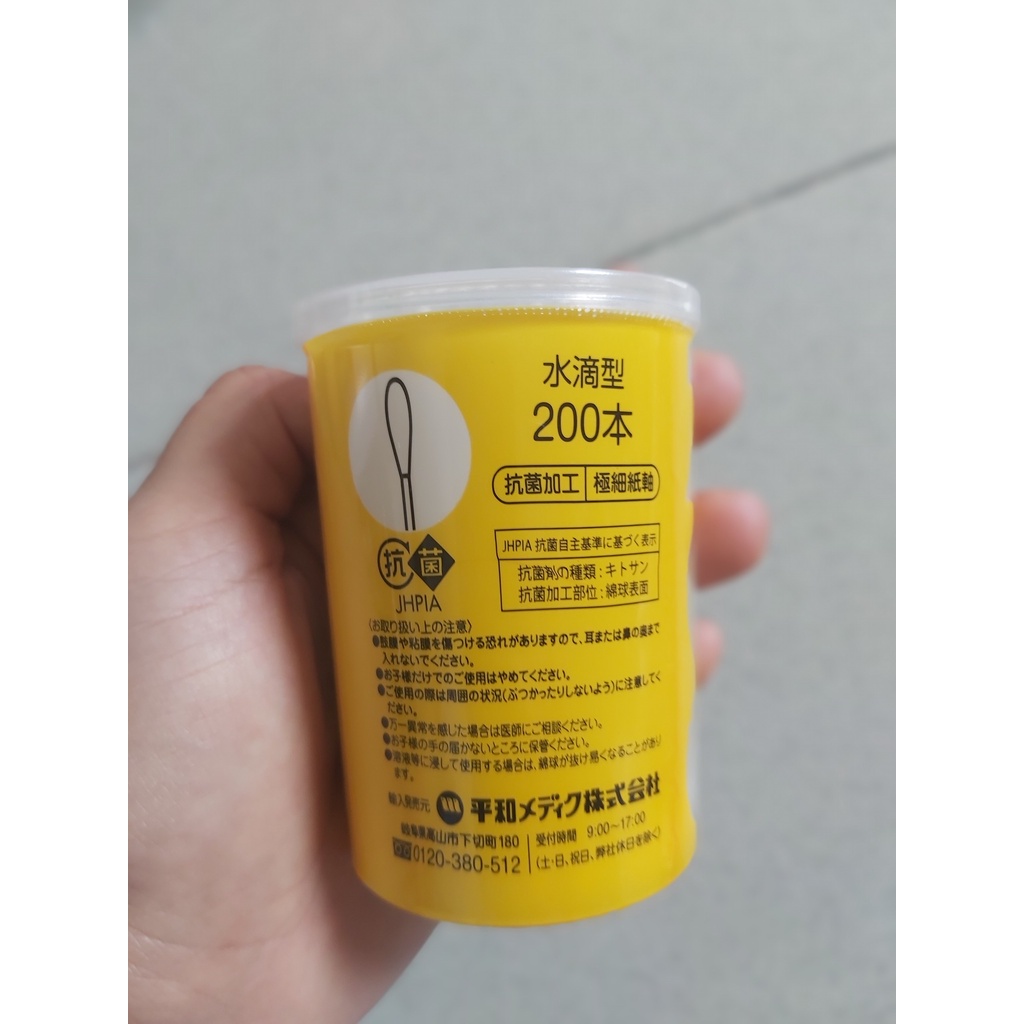 水滴型
200本
抗菌加工 極細紙軸
JHPIA 抗菌自主基準に基づく表示
抗菌剤の種類：キトサン
抗菌加工部位：綿球表面
抗 菌
JHPIA
〈お取り扱い上の注意〉
●鼓膜や粘膜を傷つける恐れがありますので、耳または鼻の奥まで
入れないでください。
●お子様だけでのご使用はやめてください。
●ご使用の際は周囲の状況(ぶつかったりしないよう)に注意してく
ださい。
●万一異常を感じた場合は医師にご相談ください。
●お子様の手の届かないところに保管ください。
●溶液等に浸して使用する場合は、綿球が抜け易くなることがあり
ます。
輸入発売元 平和メディク株式会社
岐阜県高山市下切町180
0120-380-512
受付時間 9:00～17:00
(土・日、祝日、弊社休日を除く)